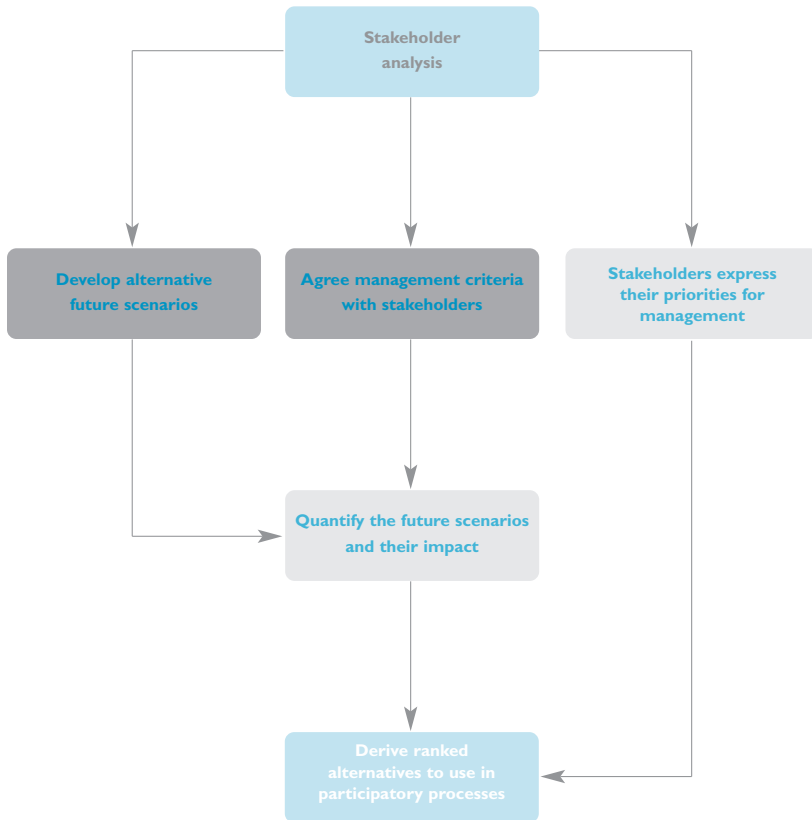 Stakeholder
analysis
Develop alternative
future scenarios
Agree management criteria
with stakeholders
Stakeholders express
their priorities for
management
Quantify the future scenarios
and their impact
Derive ranked
alternatives to use in
participatory processes